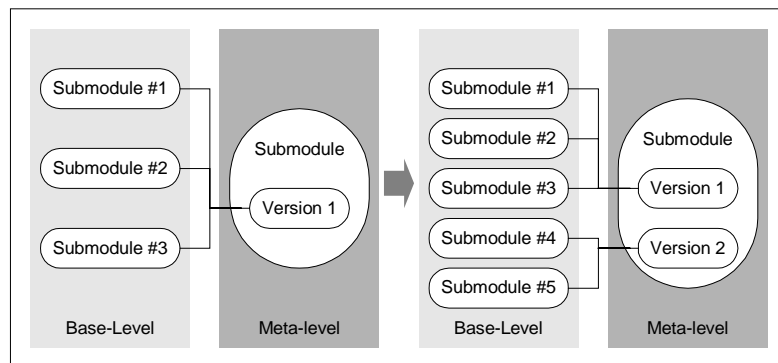 Submodule #1
Submodule #2
Submodule #3
Submodule
Version 1
Base-Level
Meta-level
Submodule #1
Submodule #2
Submodule #3
Submodule #4
Submodule #5
Submodule
Version 1
Version 2
Base-Level
Meta-level